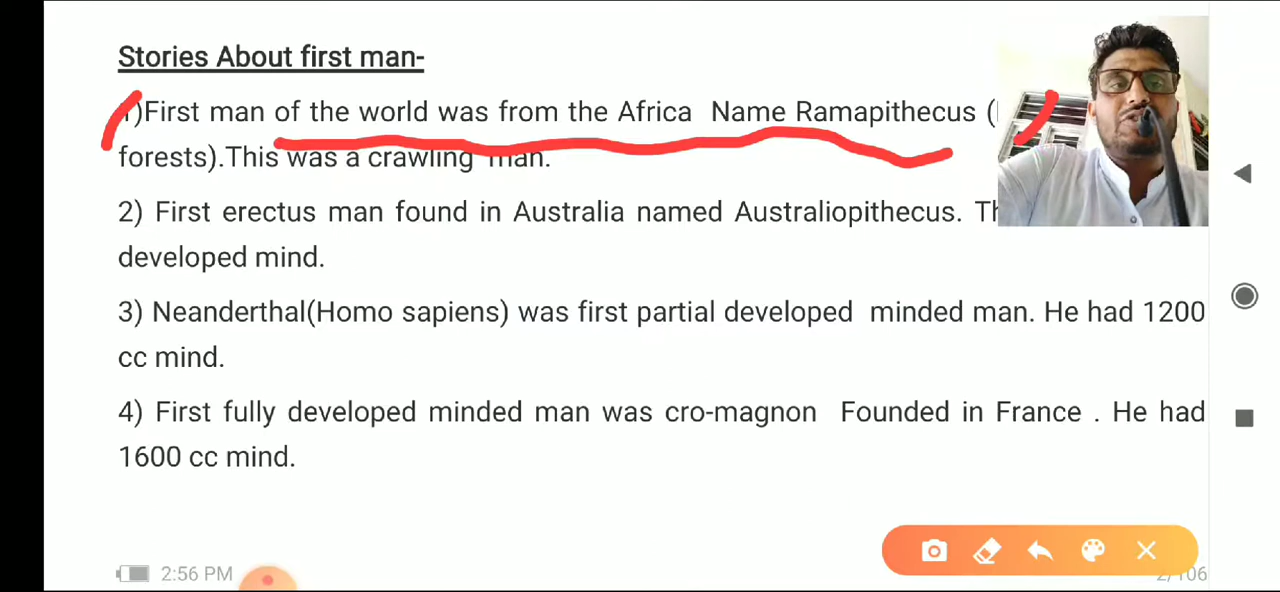 Stories About first man-
1)First man of the world was from the Africa Name Ramapithecus (
forests).This was a crawling man.
2) First erectus man found in Australia named Australiopithecus.
developed mind.
3) Neanderthal(Homo sapiens) was first partial developed minded man. He had 1200
cc mind.
4) First fully developed minded man was cro-magnon Founded in France . He had
1600 cc mind.
2:56 PM
2/106